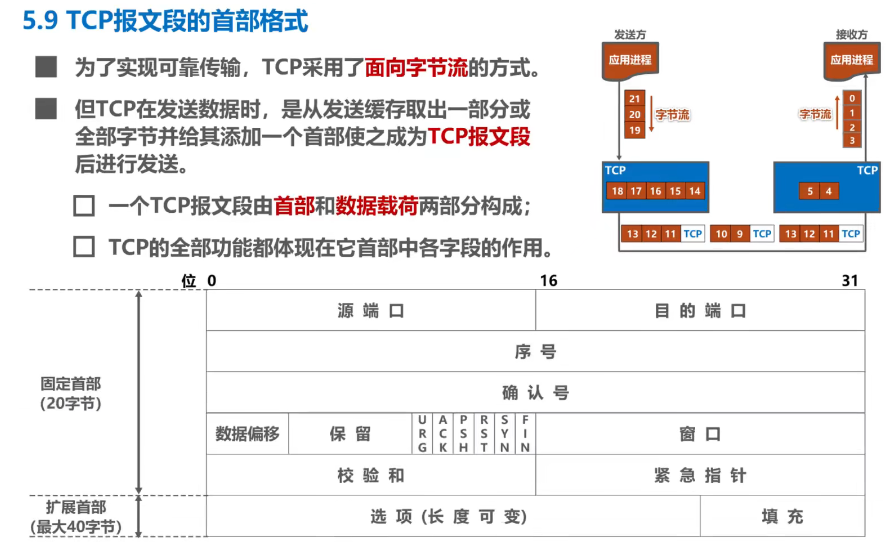 5.9 TCP报文段的首部格式
为了实现可靠传输，TCP采用了面向字节流的方式。
但TCP在发送数据时，是从发送缓存取出一部分或
全部字节并给其添加一个首部使之成为TCP报文段
后进行发送。
一个TCP报文段由首部和数据载荷两部分构成；
TCP的全部功能都体现在它首部中各字段的作用。
发送方
接收方
应用进程
应用进程
21
20
19
字节流
字节流
0
1
2
3
TCP
18 17 16 15 14
TCP
5 4
13 12 11 TCP
10 9 TCP
13 12 11 TCP
位 0 16 31
源端口 目的端口
序号
确认号
固定首部
(20字节)
数据偏移 保留 URG ACK PSH RST SYN FIN 窗口
校验和 紧急指针
扩展首部
(最大40字节)
选项 (长度可变) 填充